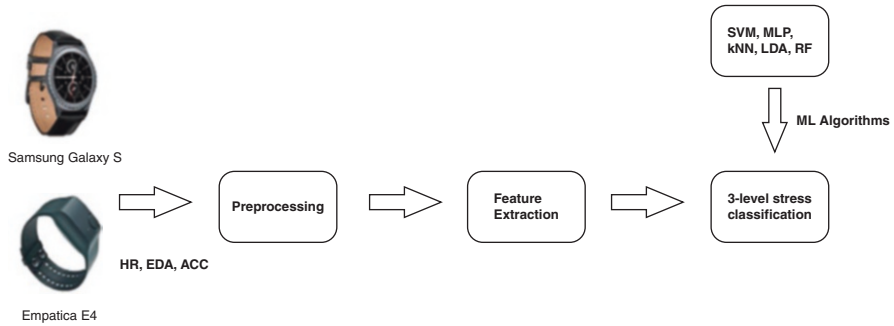 SVM, MLP,
kNN, LDA, RF
ML Algorithms
Samsung Galaxy S
Preprocessing
Feature
Extraction
3-level stress
classification
HR, EDA, ACC
Empatica E4